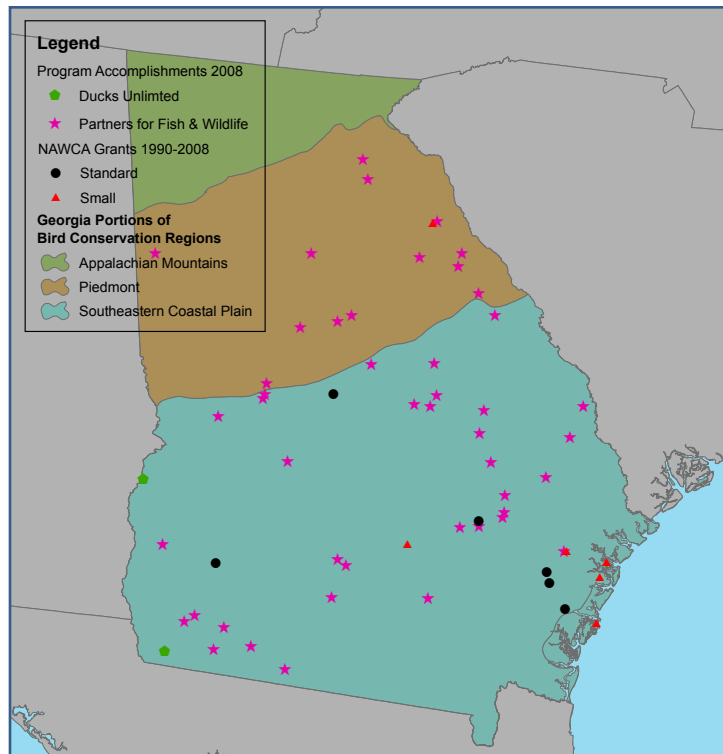 Legend
Program Accomplishments 2008
Ducks Unlimted
Partners for Fish & Wildlife
NAWCA Grants 1990-2008
Standard
Small
Georgia Portions of
Bird Conservation Regions
Appalachian Mountains
Piedmont
Southeastern Coastal Plain